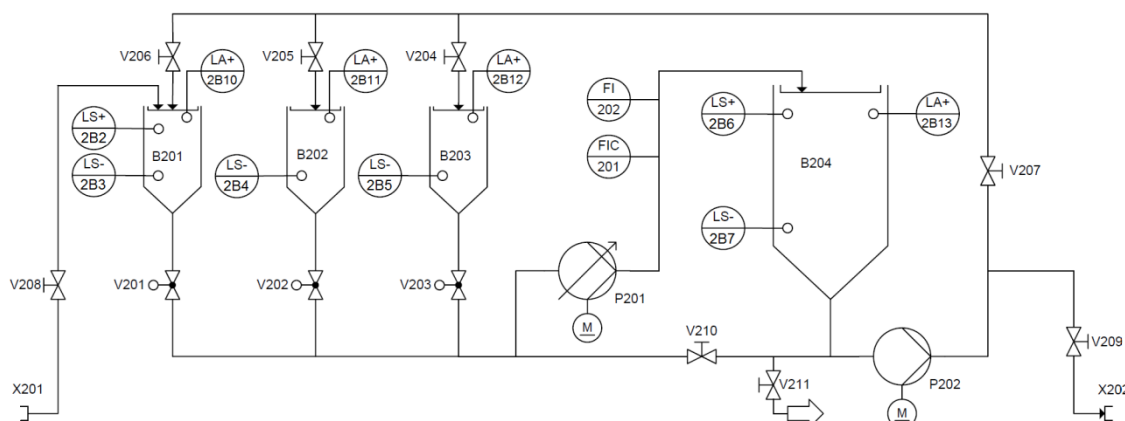 V206
LA+
2B10
V205
LA+
2B11
V204
LA+
2B12
LS+
2B2
B201
LS-
2B3
B202
LS-
2B4
B203
LS-
2B5
FI
202
FIC
201
LS+
2B6
LA+
2B13
B204
LS-
2B7
V207
V208
V201
V202
V203
P201
M
V210
V209
X201
V211
P202
M
X202